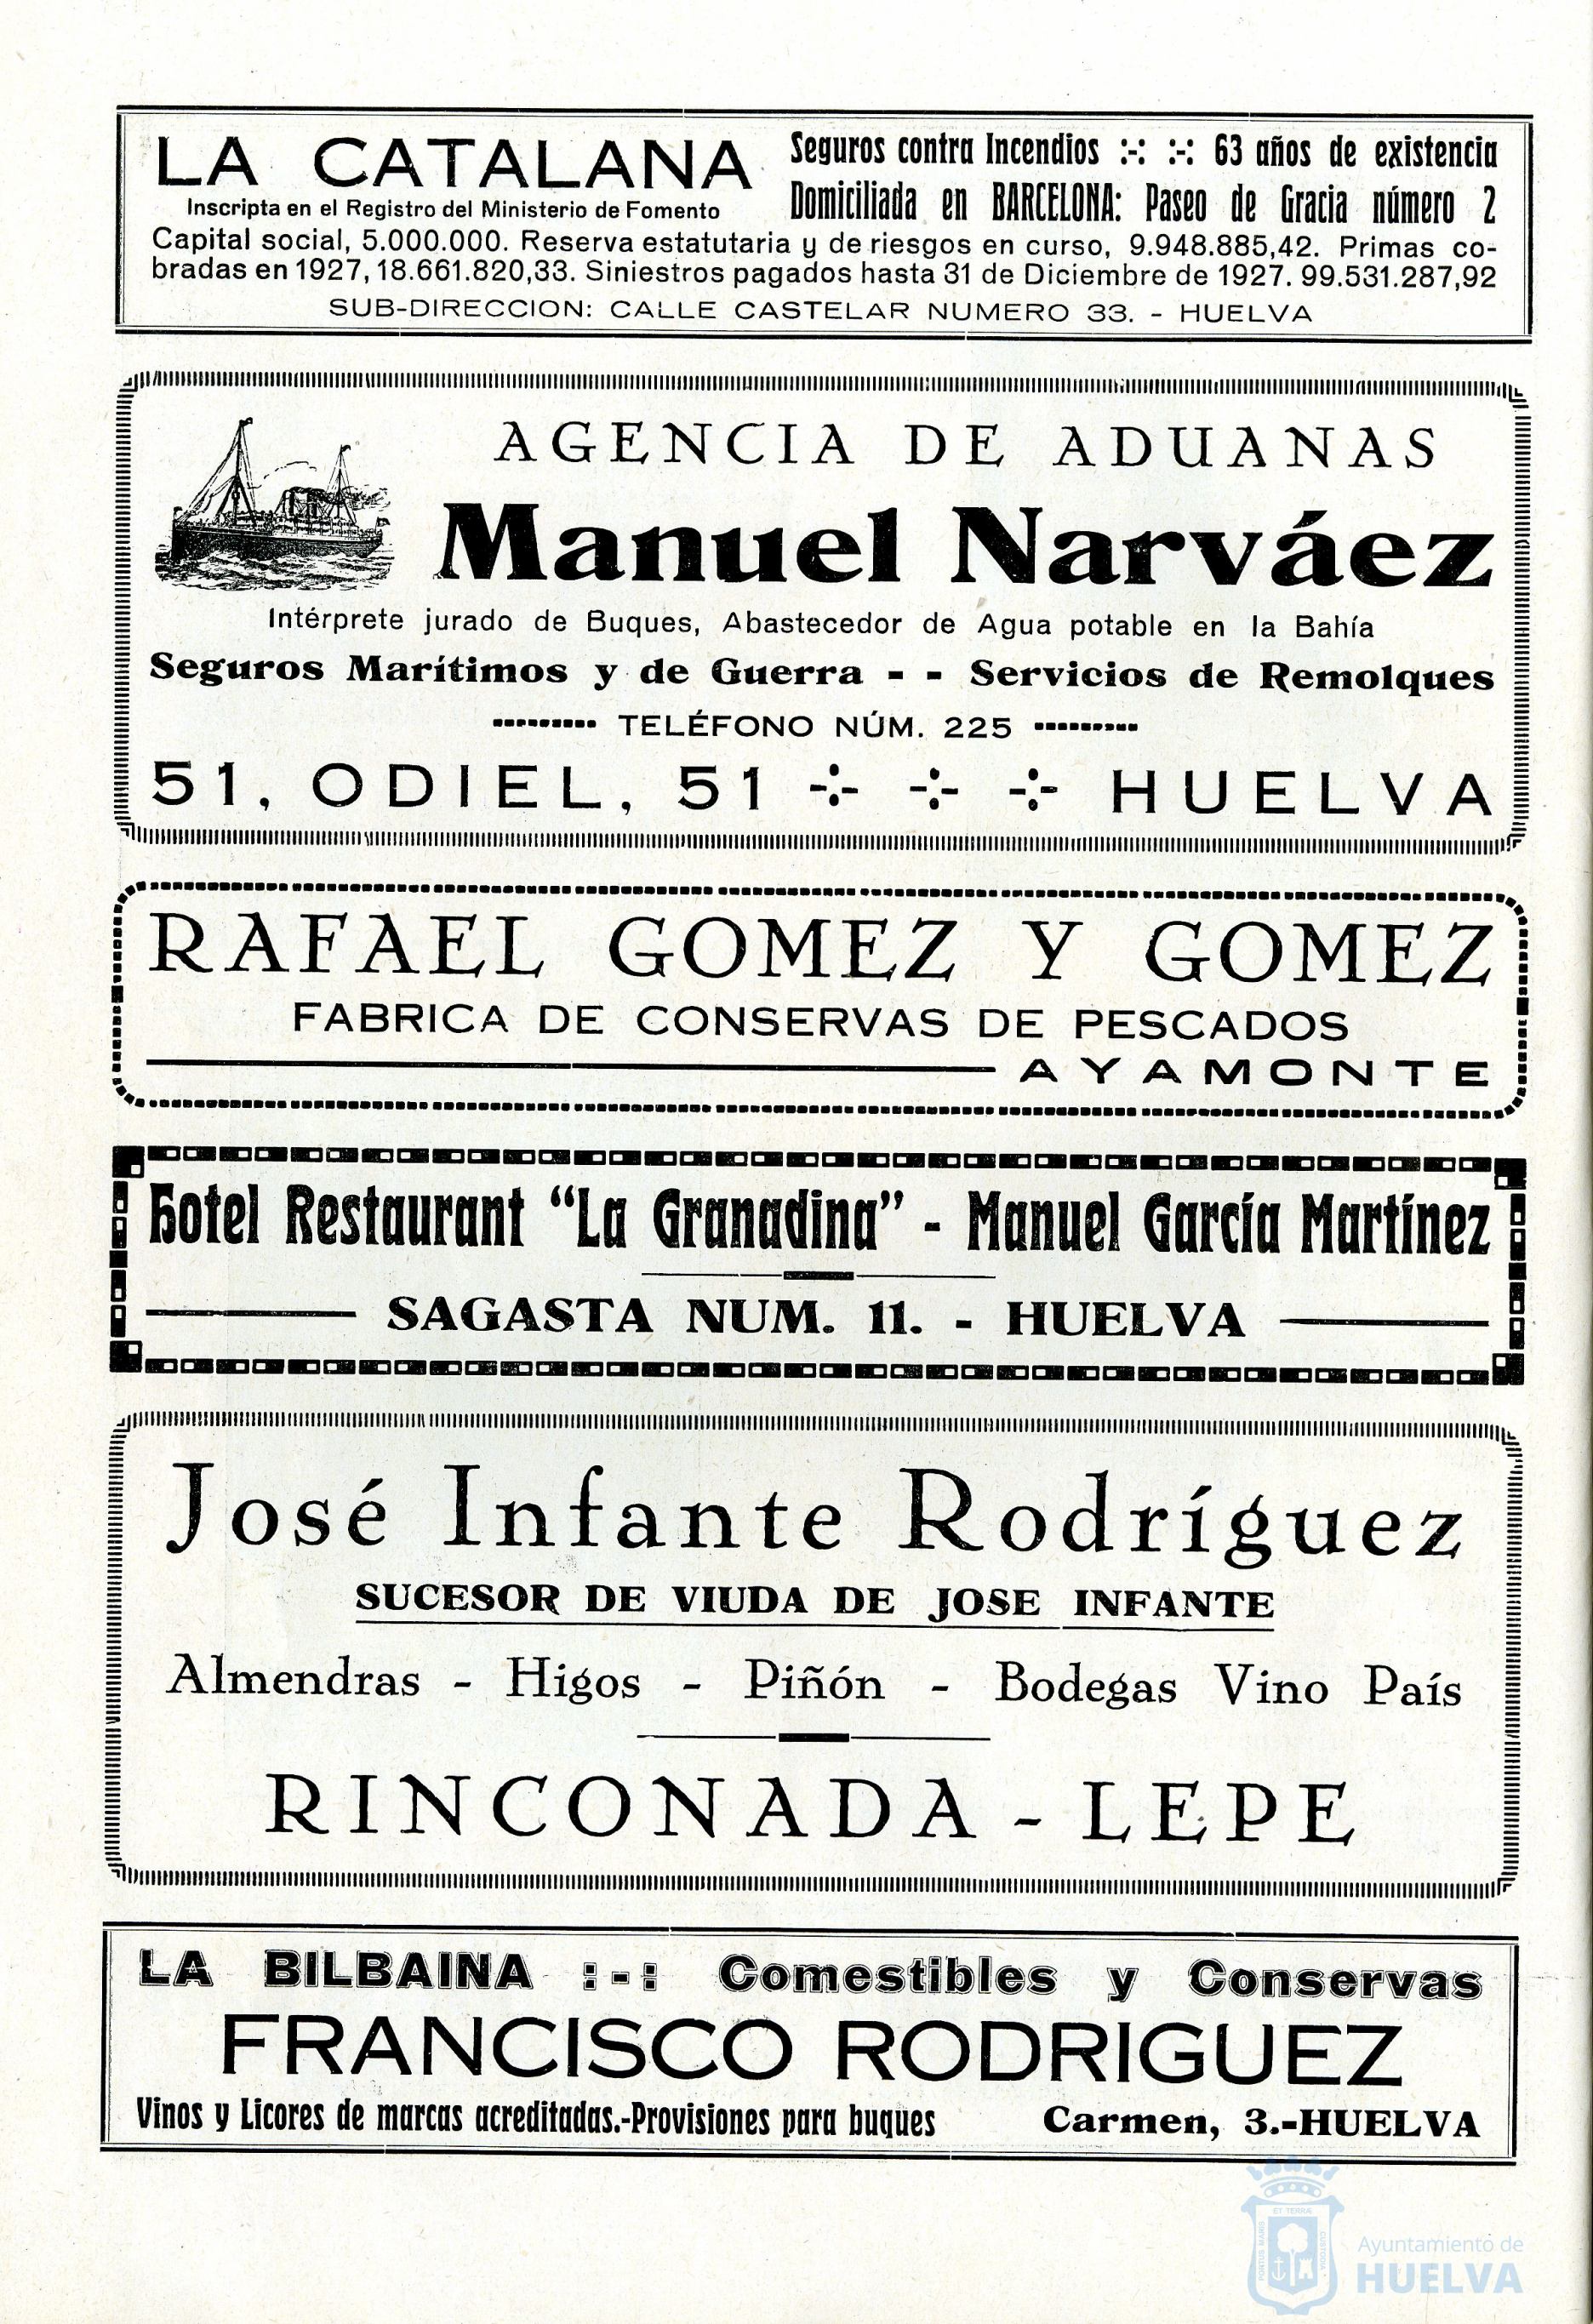 LA CATALANA
Inscripta en el Registro del Ministerio de Fomento
Seguros contra Incendios :-: :-: 63 años de existencia
Domiciliada en BARCELONA: Paseo de Gracia número 2
Capital social, 5.000.000. Reserva estatutaria y de riesgos en curso, 9.948.885,42. Primas co-
bradas en 1927, 18.661.820,33. Siniestros pagados hasta 31 de Diciembre de 1927. 99.531.287,92
SUB-DIRECCION: CALLE CASTELAR NUMERO 33. - HUELVA
AGENCIA DE ADUANAS
Manuel Narváez
Intérprete jurado de Buques, Abastecedor de Agua potable en la Bahía
Seguros Marítimos y de Guerra - - Servicios de Remolques
TELÉFONO NÚM. 225
51, ODIEL, 51 -:- -:- -:- HUELVA
RAFAEL GOMEZ Y GOMEZ
FABRICA DE CONSERVAS DE PESCADOS
AYAMONTE
Hotel Restaurant “La Granadina” - Manuel García Martínez
SAGASTA NUM. 11. - HUELVA
José Infante Rodríguez
SUCESOR DE VIUDA DE JOSE INFANTE
Almendras - Higos - Piñón - Bodegas Vino País
RINCONADA - LEPE
LA BILBAINA :-: Comestibles y Conservas
FRANCISCO RODRIGUEZ
Vinos y Licores de marcas acreditadas.-Provisiones para buques Carmen, 3.-HUELVA
ET TERRÆ
PORTUS MARIS
CUSTODIA
Ayuntamiento de
HUELVA